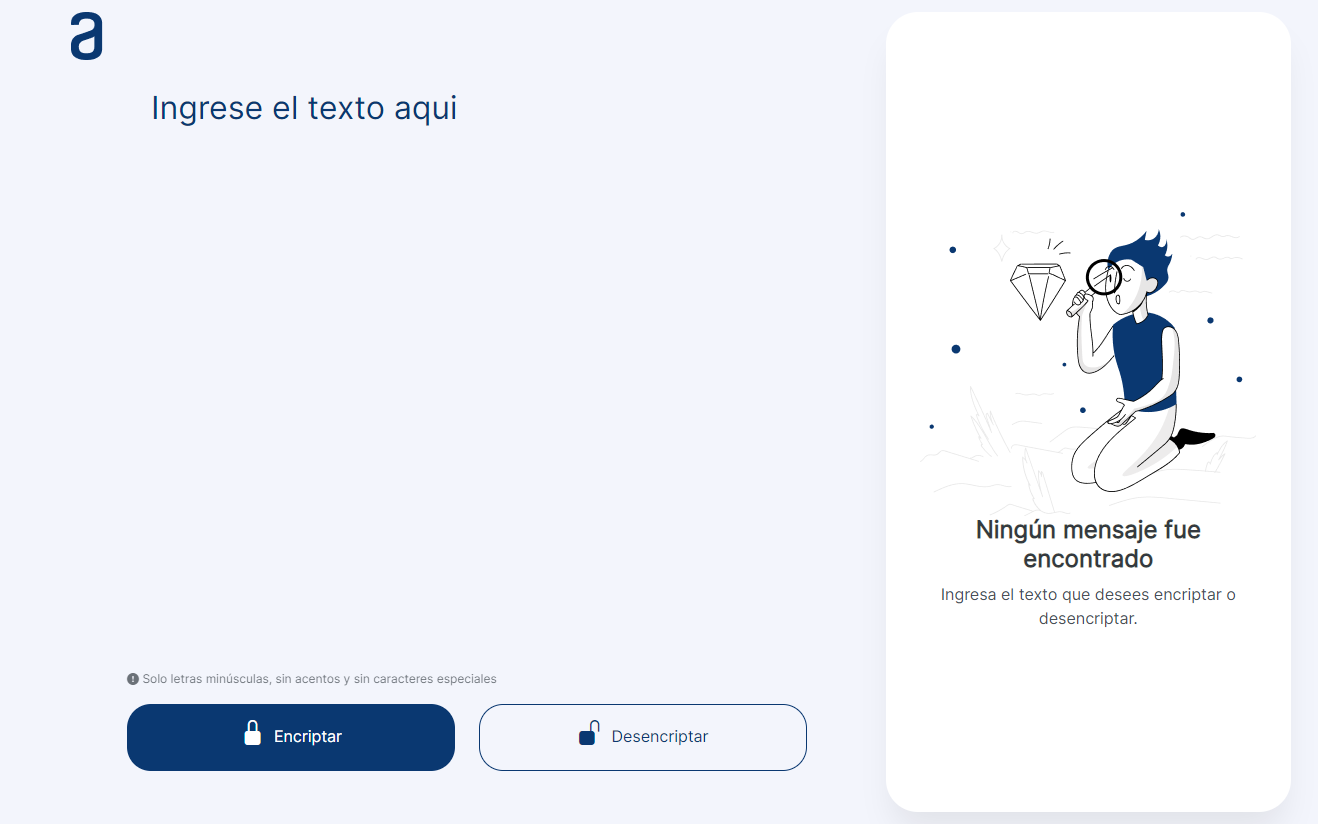 a
Ingrese el texto aqui
Solo letras minúsculas, sin acentos y sin caracteres especiales
Encriptar
Desencriptar
Ningún mensaje fue
encontrado
Ingresa el texto que desees encriptar o
desencriptar.